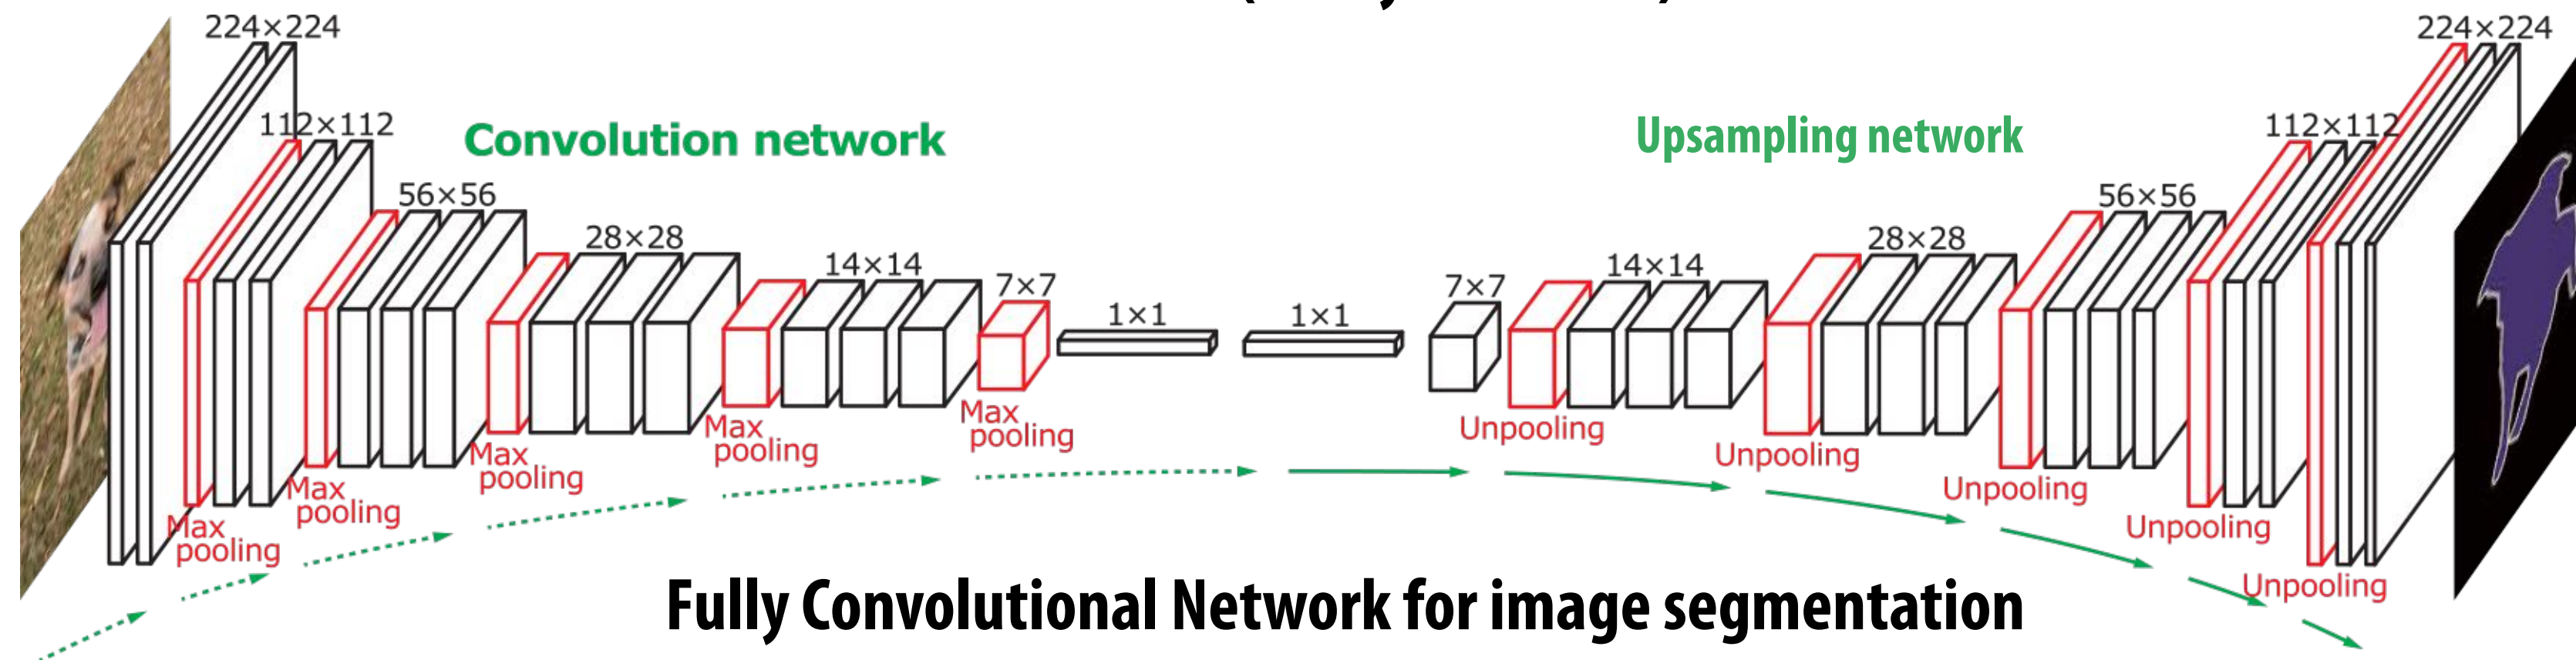 224×224
112×112
Convolution network
56×56
28×28
14×14
7×7
1×1
1×1
7×7
14×14
28×28
56×56
112×112
224×224
Upsampling network
Max
pooling
Max
pooling
Max
pooling
Max
pooling
Max
pooling
Unpooling
Unpooling
Unpooling
Unpooling
Unpooling
Fully Convolutional Network for image segmentation